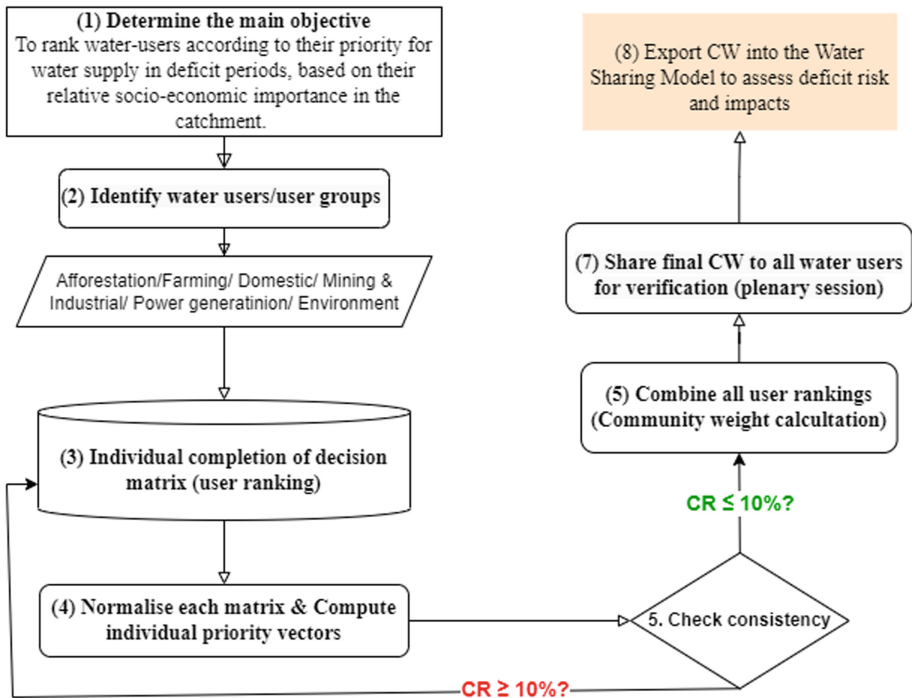 (1) Determine the main objective
To rank water-users according to their priority for
water supply in deficit periods, based on their
relative socio-economic importance in the
catchment.
(2) Identify water users/user groups
Afforestation/Farming/ Domestic/ Mining &
Industrial/ Power generatinion/ Environment
(3) Individual completion of decision
matrix (user ranking)
(4) Normalise each matrix & Compute
individual priority vectors
5. Check consistency
CR ≥ 10%?
CR ≤ 10%?
(5) Combine all user rankings
(Community weight calcultation)
(7) Share final CW to all water users
for verification (plenary session)
(8) Export CW into the Water
Sharing Model to assess deficit risk
and impacts